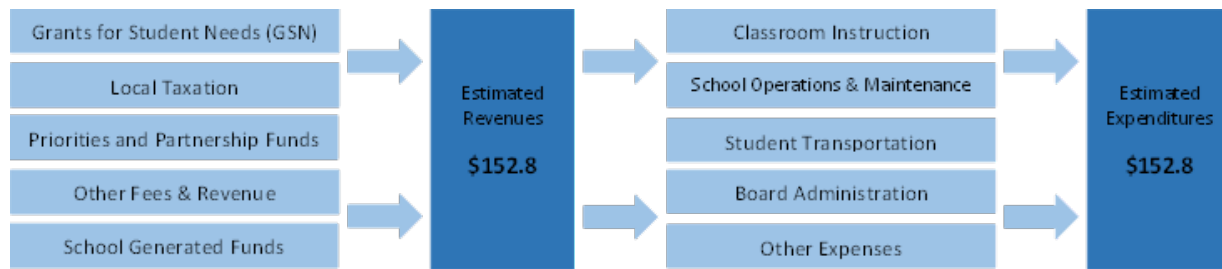 Grants for Student Needs (GSN)
Local Taxation
Priorities and Partnership Funds
Other Fees & Revenue
School Generated Funds
Estimated
Revenues
$152.8
Classroom Instruction
School Operations & Maintenance
Student Transportation
Board Administration
Other Expenses
Estimated
Expenditures
$152.8